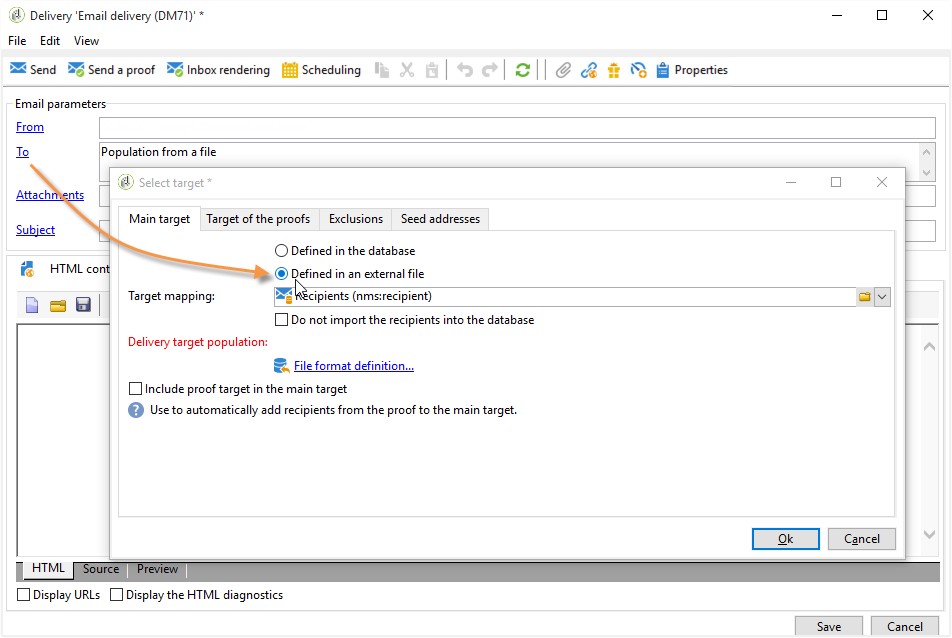 Delivery 'Email delivery (DM71)' *
File Edit View
Send Send a proof Inbox rendering Scheduling Properties
Email parameters
From
To Population from a file
Attachments
Subject
HTML cont
Select target *
Main target Target of the proofs Exclusions Seed addresses
Defined in the database
Defined in an external file
Target mapping: Recipients (nms:recipient)
Do not import the recipients into the database
Delivery target population:
File format definition...
Include proof target in the main target
? Use to automatically add recipients from the proof to the main target.
Ok Cancel
HTML Source Preview
Display URLs Display the HTML diagnostics
Save Cancel